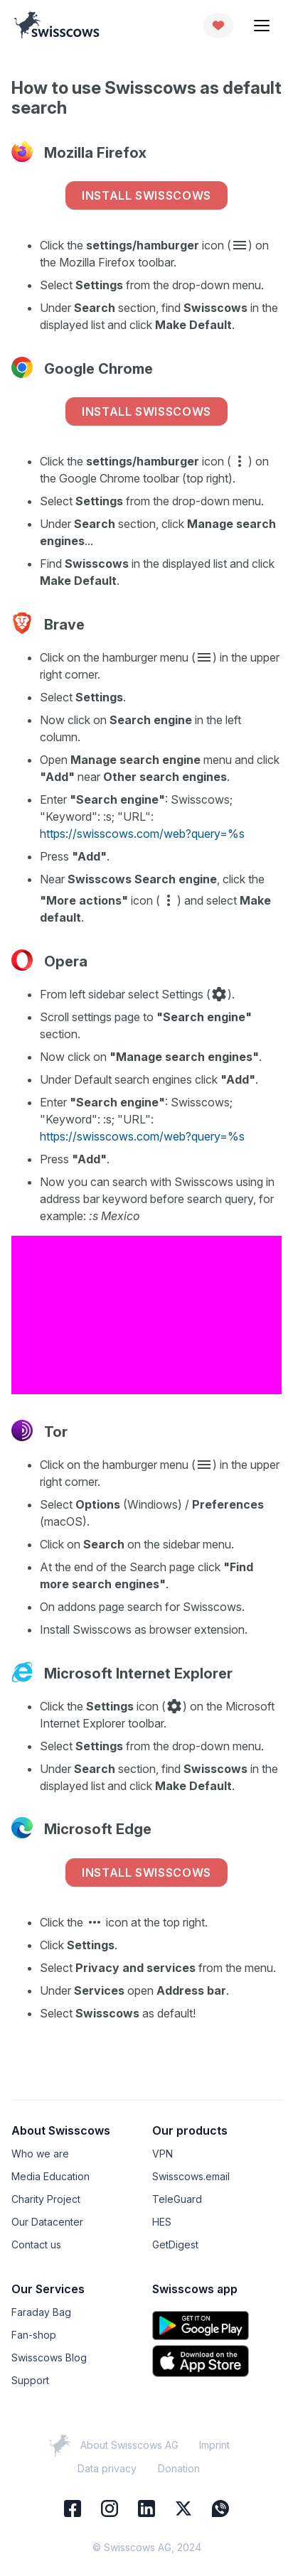 swisscows
How to use Swisscows as default
search
Mozilla Firefox
INSTALL SWISSCOWS
Click the settings/hamburger icon ( ) on
the Mozilla Firefox toolbar.
Select Settings from the drop-down menu.
Under Search section, find Swisscows in the
displayed list and click Make Default.
Google Chrome
INSTALL SWISSCOWS
Click the settings/hamburger icon ( ) on
the Google Chrome toolbar (top right).
Select Settings from the drop-down menu.
Under Search section, click Manage search
engines...
Find Swisscows in the displayed list and click
Make Default.
Brave
Click on the hamburger menu ( ) in the upper
right corner.
Select Settings.
Now click on Search engine in the left
column.
Open Manage search engine menu and click
"Add" near Other search engines.
Enter "Search engine": Swisscows;
"Keyword": :s; "URL":
https://swisscows.com/web?query=%s
Press "Add".
Near Swisscows Search engine, click the
"More actions" icon ( ) and select Make
default.
Opera
From left sidebar select Settings ( ).
Scroll settings page to "Search engine"
section.
Now click on "Manage search engines".
Under Default search engines click "Add".
Enter "Search engine": Swisscows;
"Keyword": :s; "URL":
https://swisscows.com/web?query=%s
Press "Add".
Now you can search with Swisscows using in
address bar keyword before search query, for
example: :s Mexico
Tor
Click on the hamburger menu ( ) in the upper
right corner.
Select Options (Windiows) / Preferences
(macOS).
Click on Search on the sidebar menu.
At the end of the Search page click "Find
more search engines".
On addons page search for Swisscows.
Install Swisscows as browser extension.
Microsoft Internet Explorer
Click the Settings icon ( ) on the Microsoft
Internet Explorer toolbar.
Select Settings from the drop-down menu.
Under Search section, find Swisscows in the
displayed list and click Make Default.
Microsoft Edge
INSTALL SWISSCOWS
Click the ••• icon at the top right.
Click Settings.
Select Privacy and services from the menu.
Under Services open Address bar.
Select Swisscows as default!
About Swisscows
Who we are
Media Education
Charity Project
Our Datacenter
Contact us
Our products
VPN
Swisscows.email
TeleGuard
HES
GetDigest
Our Services
Faraday Bag
Fan-shop
Swisscows Blog
Support
Swisscows app
GET IT ON
Google Play
Download on the
App Store
About Swisscows AG Imprint
Data privacy Donation
© Swisscows AG, 2024